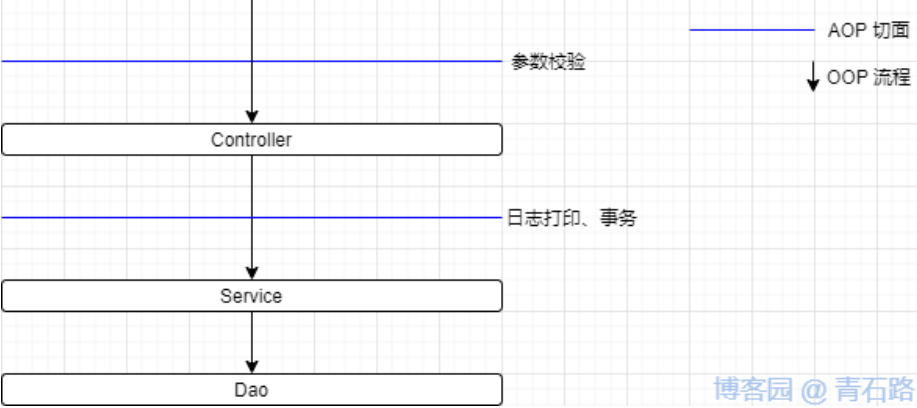 AOP 切面
参数校验
OOP 流程
Controller
日志打印、事务
Service
Dao
博客园 @ 青石路